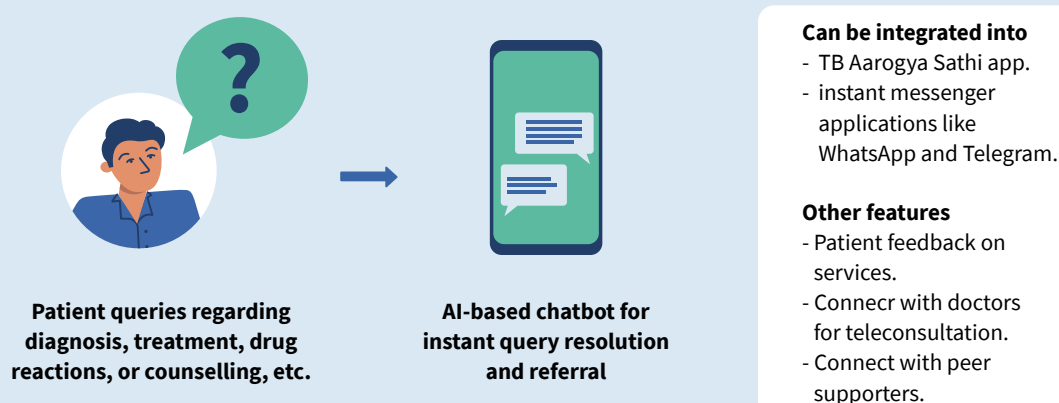 ?
Patient queries regarding
diagnosis, treatment, drug
reactions, or counselling, etc.
AI-based chatbot for
instant query resolution
and referral
Can be integrated into
- TB Aarogya Sathi app.
- instant messenger
applications like
WhatsApp and Telegram.
Other features
- Patient feedback on
services.
- Connecr with doctors
for teleconsultation.
- Connect with peer
supporters.